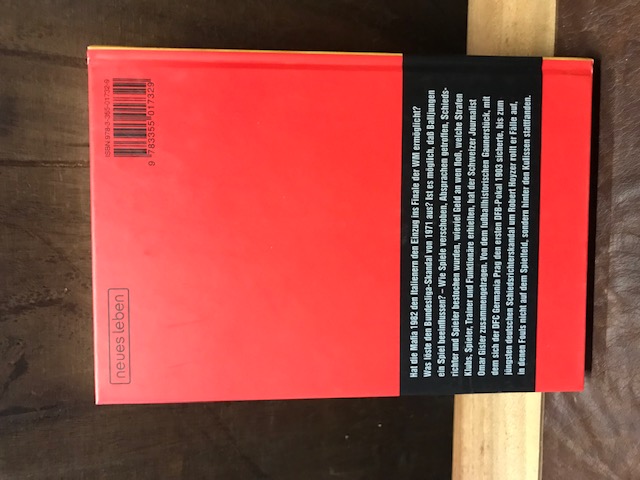 Hat die Mafia 1982 den Italienern den Einzug ins Finale der WM ermöglicht?
Was löste den Bundesliga-Skandal von 1971 aus? Ist es möglich, daß Balljungen
ein Spiel beeinflussen? – Wie Spiele verschoben, Absprachen getroffen, Schieds-
richter und Spieler bestochen wurden, wieviel Geld an wen floß, welche Strafen
Klubs, Spieler, Trainer und Funktionäre erhielten, hat der Schweizer Journalist
Omar Gisler zusammengetragen. Von dem fußballhistorischen Gaunerstück, mit
dem sich der DFC Germania Prag den ersten DFB-Pokal 1903 sicherte, bis zum
jüngsten deutschen Schiedsrichterskandal um Robert Hoyzer rollt er Fälle auf,
in denen Fouls nicht auf dem Spielfeld, sondern hinter den Kulissen stattfanden.
neues leben
ISBN 978-3-355-01732-9
9 783355 017329